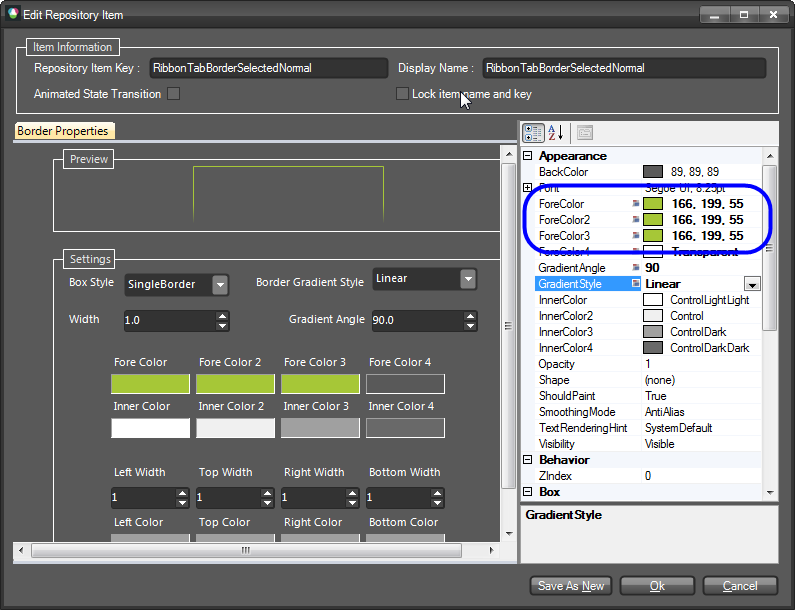 Edit Repository Item
Item Information
Repository Item Key : RibbonTabBorderSelectedNormal Display Name : RibbonTabBorderSelectedNormal
Animated State Transition Lock item name and key
Border Properties
Preview
Settings
Box Style SingleBorder Border Gradient Style Linear
Width 1.0 Gradient Angle 90.0
Fore Color Fore Color 2 Fore Color 3 Fore Color 4
Inner Color Inner Color 2 Inner Color 3 Inner Color 4
Left Width Top Width Right Width Bottom Width
1 1 1 1
Left Color Top Color Right Color Bottom Color
Appearance
BackColor 89, 89, 89
Font Segoe UI, 8.25pt
ForeColor 166, 199, 55
ForeColor2 166, 199, 55
ForeColor3 166, 199, 55
ForeColor4 Transparent
GradientAngle 90
GradientStyle Linear
InnerColor ControlLightLight
InnerColor2 Control
InnerColor3 ControlDark
InnerColor4 ControlDarkDark
Opacity 1
Shape (none)
ShouldPaint True
SmoothingMode AntiAlias
TextRenderingHint SystemDefault
Visibility Visible
Behavior
ZIndex 0
Box
GradientStyle
Save As New Ok Cancel